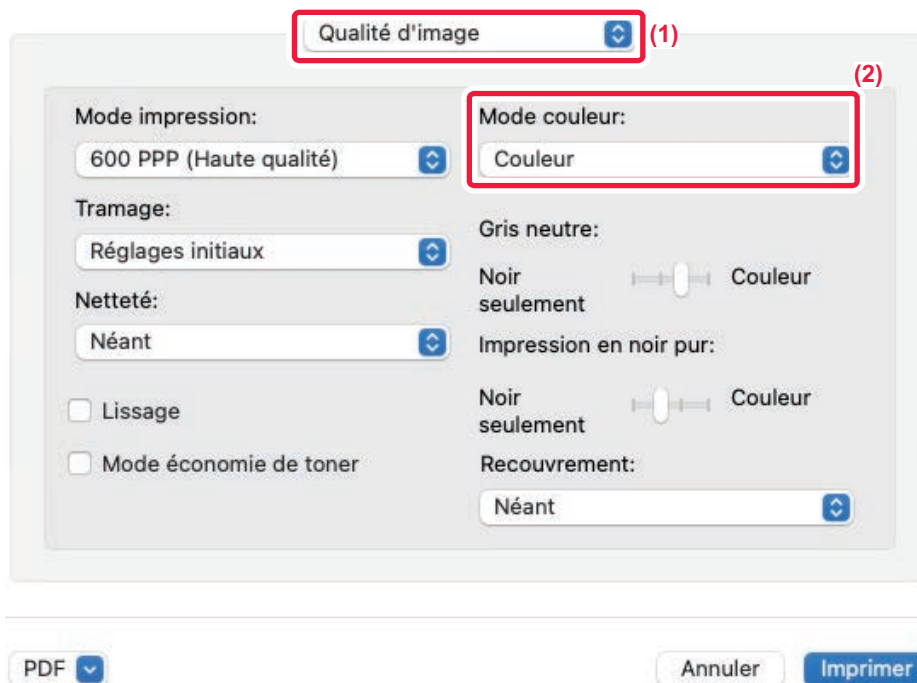 Qualité d'image
(1)
(2)
Mode impression:
600 PPP (Haute qualité)
Tramage:
Réglages initiaux
Netteté:
Néant
Lissage
Mode économie de toner
Mode couleur:
Couleur
Gris neutre:
Noir
seulement
Couleur
Impression en noir pur:
Noir
seulement
Couleur
Recouvrement:
Néant
PDF
Annuler
Imprimer